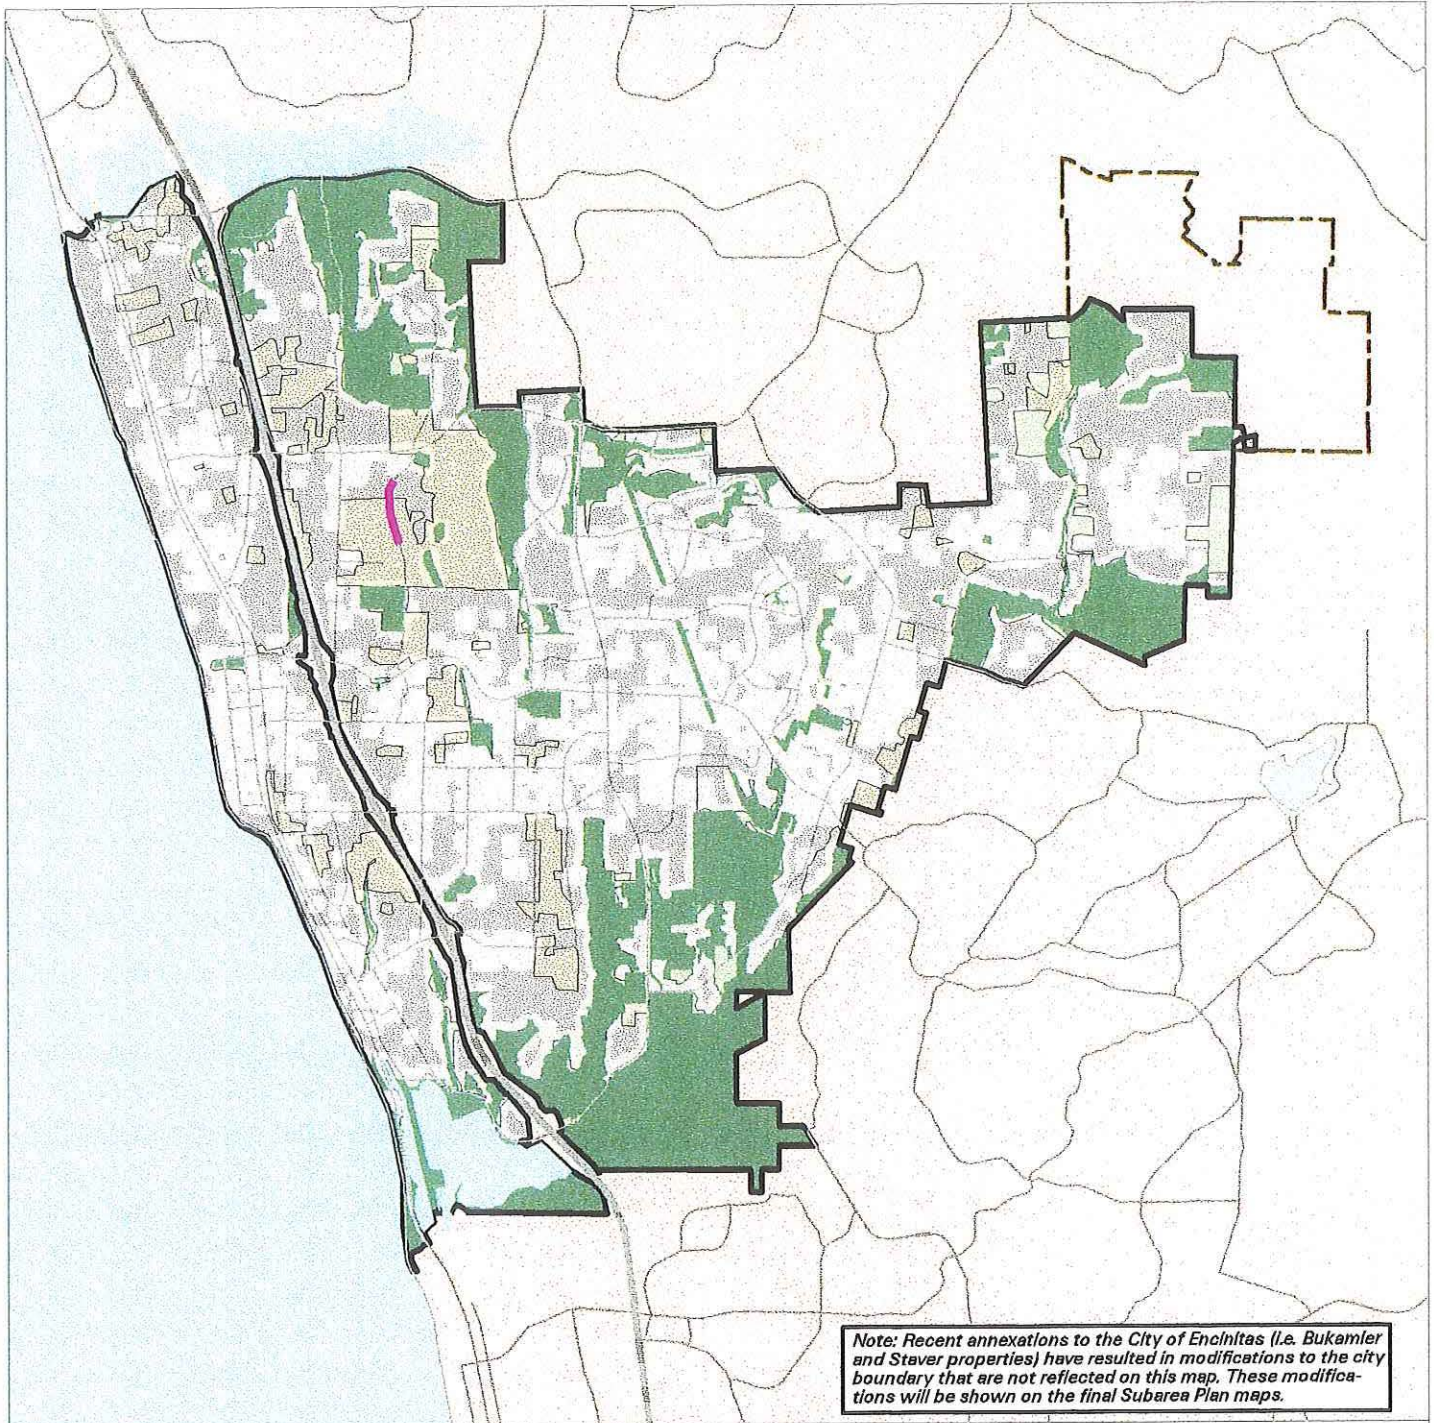 Note: Recent annexations to the City of Encinitas (i.e. Bukamier
and Staver properties) have resulted in modifications to the city
boundary that are not reflected on this map. These modifica-
tions will be shown on the final Subarea Plan maps.